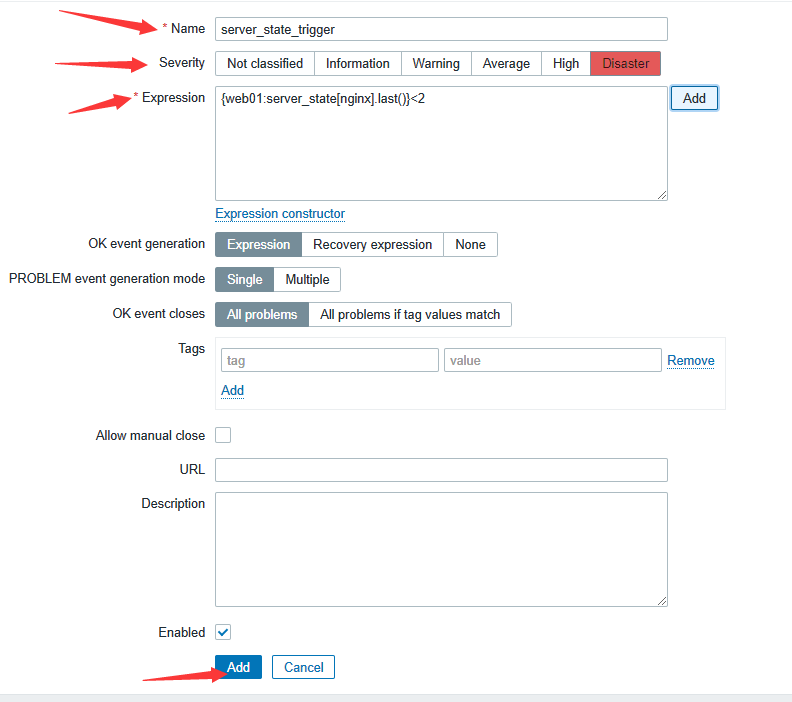 * Name server_state_trigger
Severity Not classified Information Warning Average High Disaster
* Expression {web01:server_state[nginx].last()}<2 Add
Expression constructor
OK event generation Expression Recovery expression None
PROBLEM event generation mode Single Multiple
OK event closes All problems All problems if tag values match
Tags tag value Remove
Add
Allow manual close
URL
Description
Enabled
Add Cancel